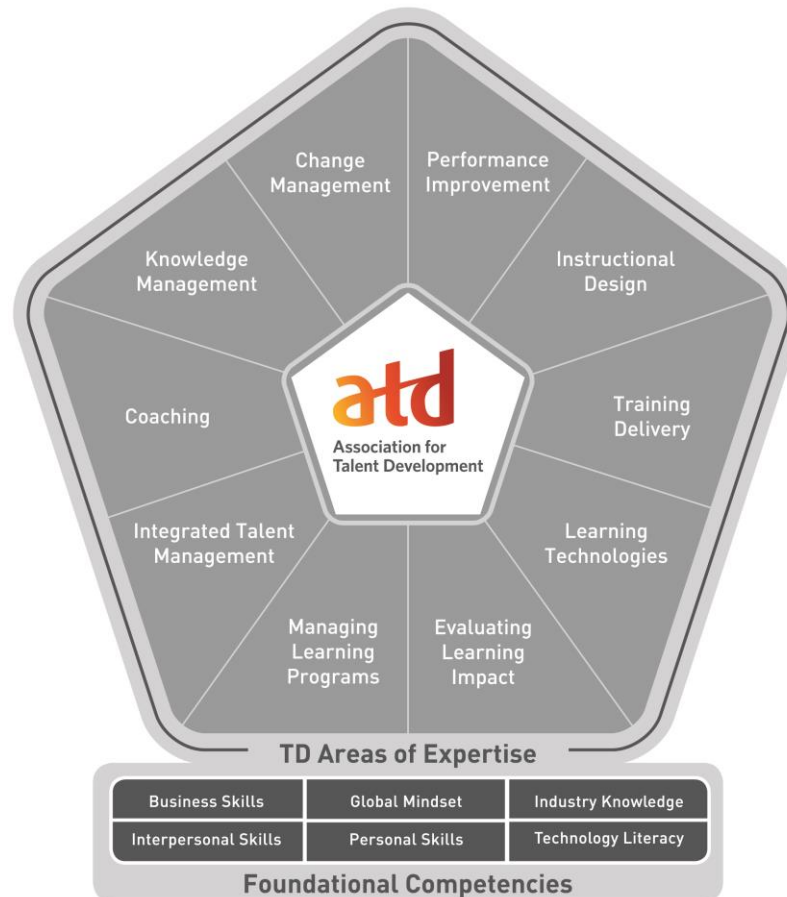 Change
Management
Performance
Improvement
Knowledge
Management
Instructional
Design
Coaching
atd
Association for
Talent Development
Training
Delivery
Integrated Talent
Management
Learning
Technologies
Managing
Learning
Programs
Evaluating
Learning
Impact
TD Areas of Expertise
Business Skills
Global Mindset
Industry Knowledge
Interpersonal Skills
Personal Skills
Technology Literacy
Foundational Competencies